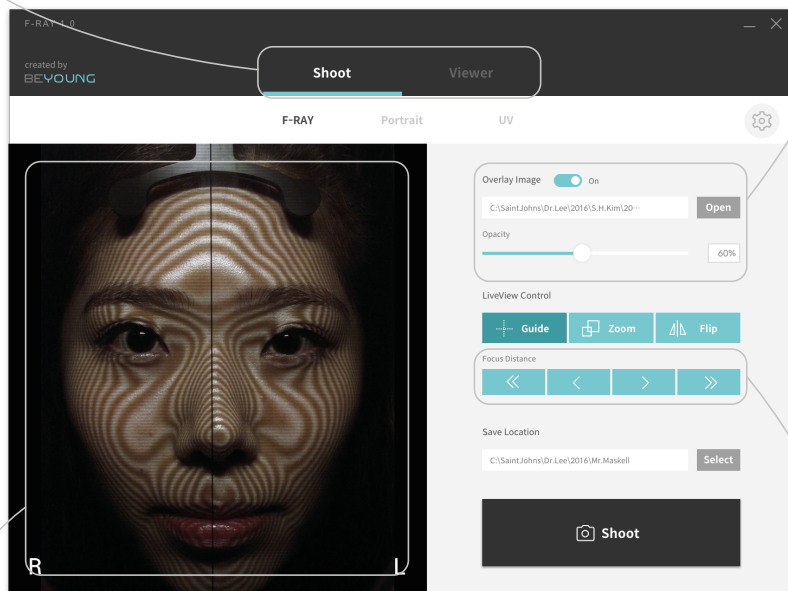 F-RAY 1.0
created by
BEYOUNG
Shoot
Viewer
F-RAY
Portrait
UV
Overlay Image
On
C:\SaintJohns\Dr.Lee\2016\S.H.Kim\20···
Open
Opacity
60%
LiveView Control
Guide
Zoom
Flip
Focus Distance
Save Location
C:\SaintJohns\Dr.Lee\2016\Mr.Maskell
Select
Shoot
R
L